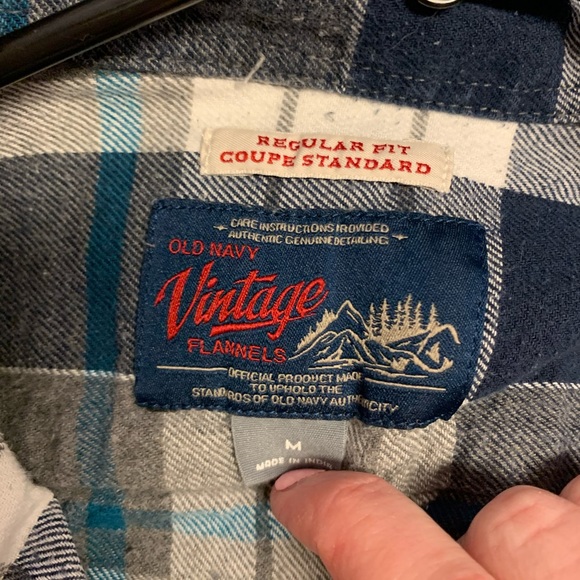 REGULAR FIT
COUPE STANDARD
CARE INSTRUCTIONS PROVIDED
AUTHENTIC GENUINE DETAILING
OLD NAVY
Vintage
FLANNELS
OFFICIAL PRODUCT MADE
TO UPHOLD THE
STANDARDS OF OLD NAVY AUTHENTICITY
M
MADE IN INDIA